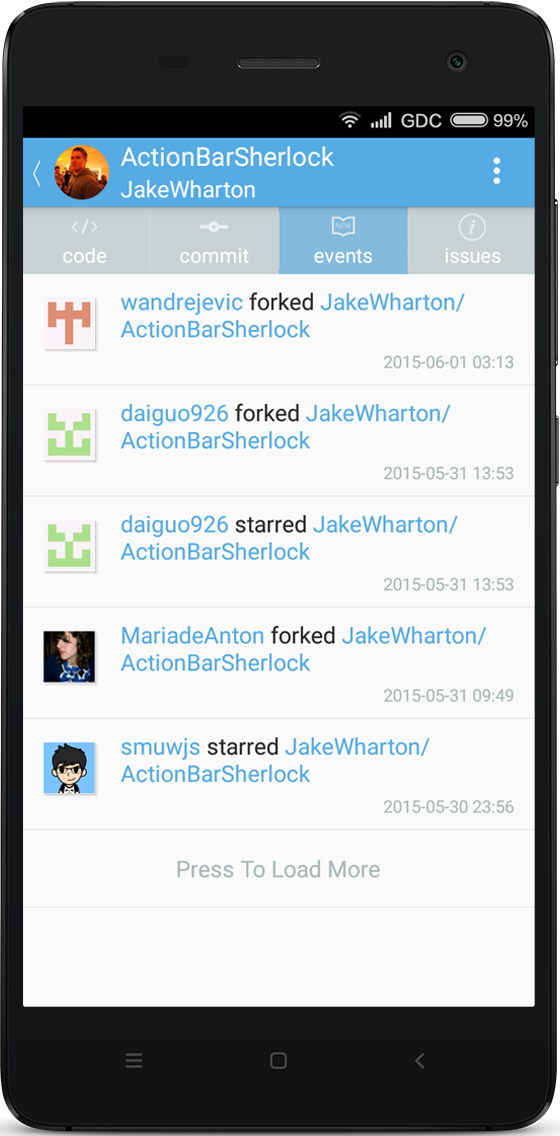 GDC 99%
ActionBarSherlock
JakeWharton
code commit events issues
NEW
wandrejevic forked JakeWharton/
ActionBarSherlock
2015-06-01 03:13
daiguo926 forked JakeWharton/
ActionBarSherlock
2015-05-31 13:53
daiguo926 starred JakeWharton/
ActionBarSherlock
2015-05-31 13:53
MariadeAnton forked JakeWharton/
ActionBarSherlock
2015-05-31 09:49
smuwjs starred JakeWharton/
ActionBarSherlock
2015-05-30 23:56
Press To Load More